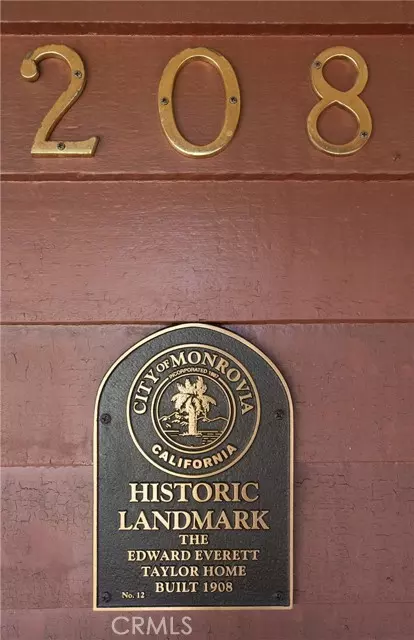 208
CITY OF MONROVIA
INCORPORATED 1887
CALIFORNIA
HISTORIC
LANDMARK
THE
EDWARD EVERETT
TAYLOR HOME
BUILT 1908
No. 12
CRMLS